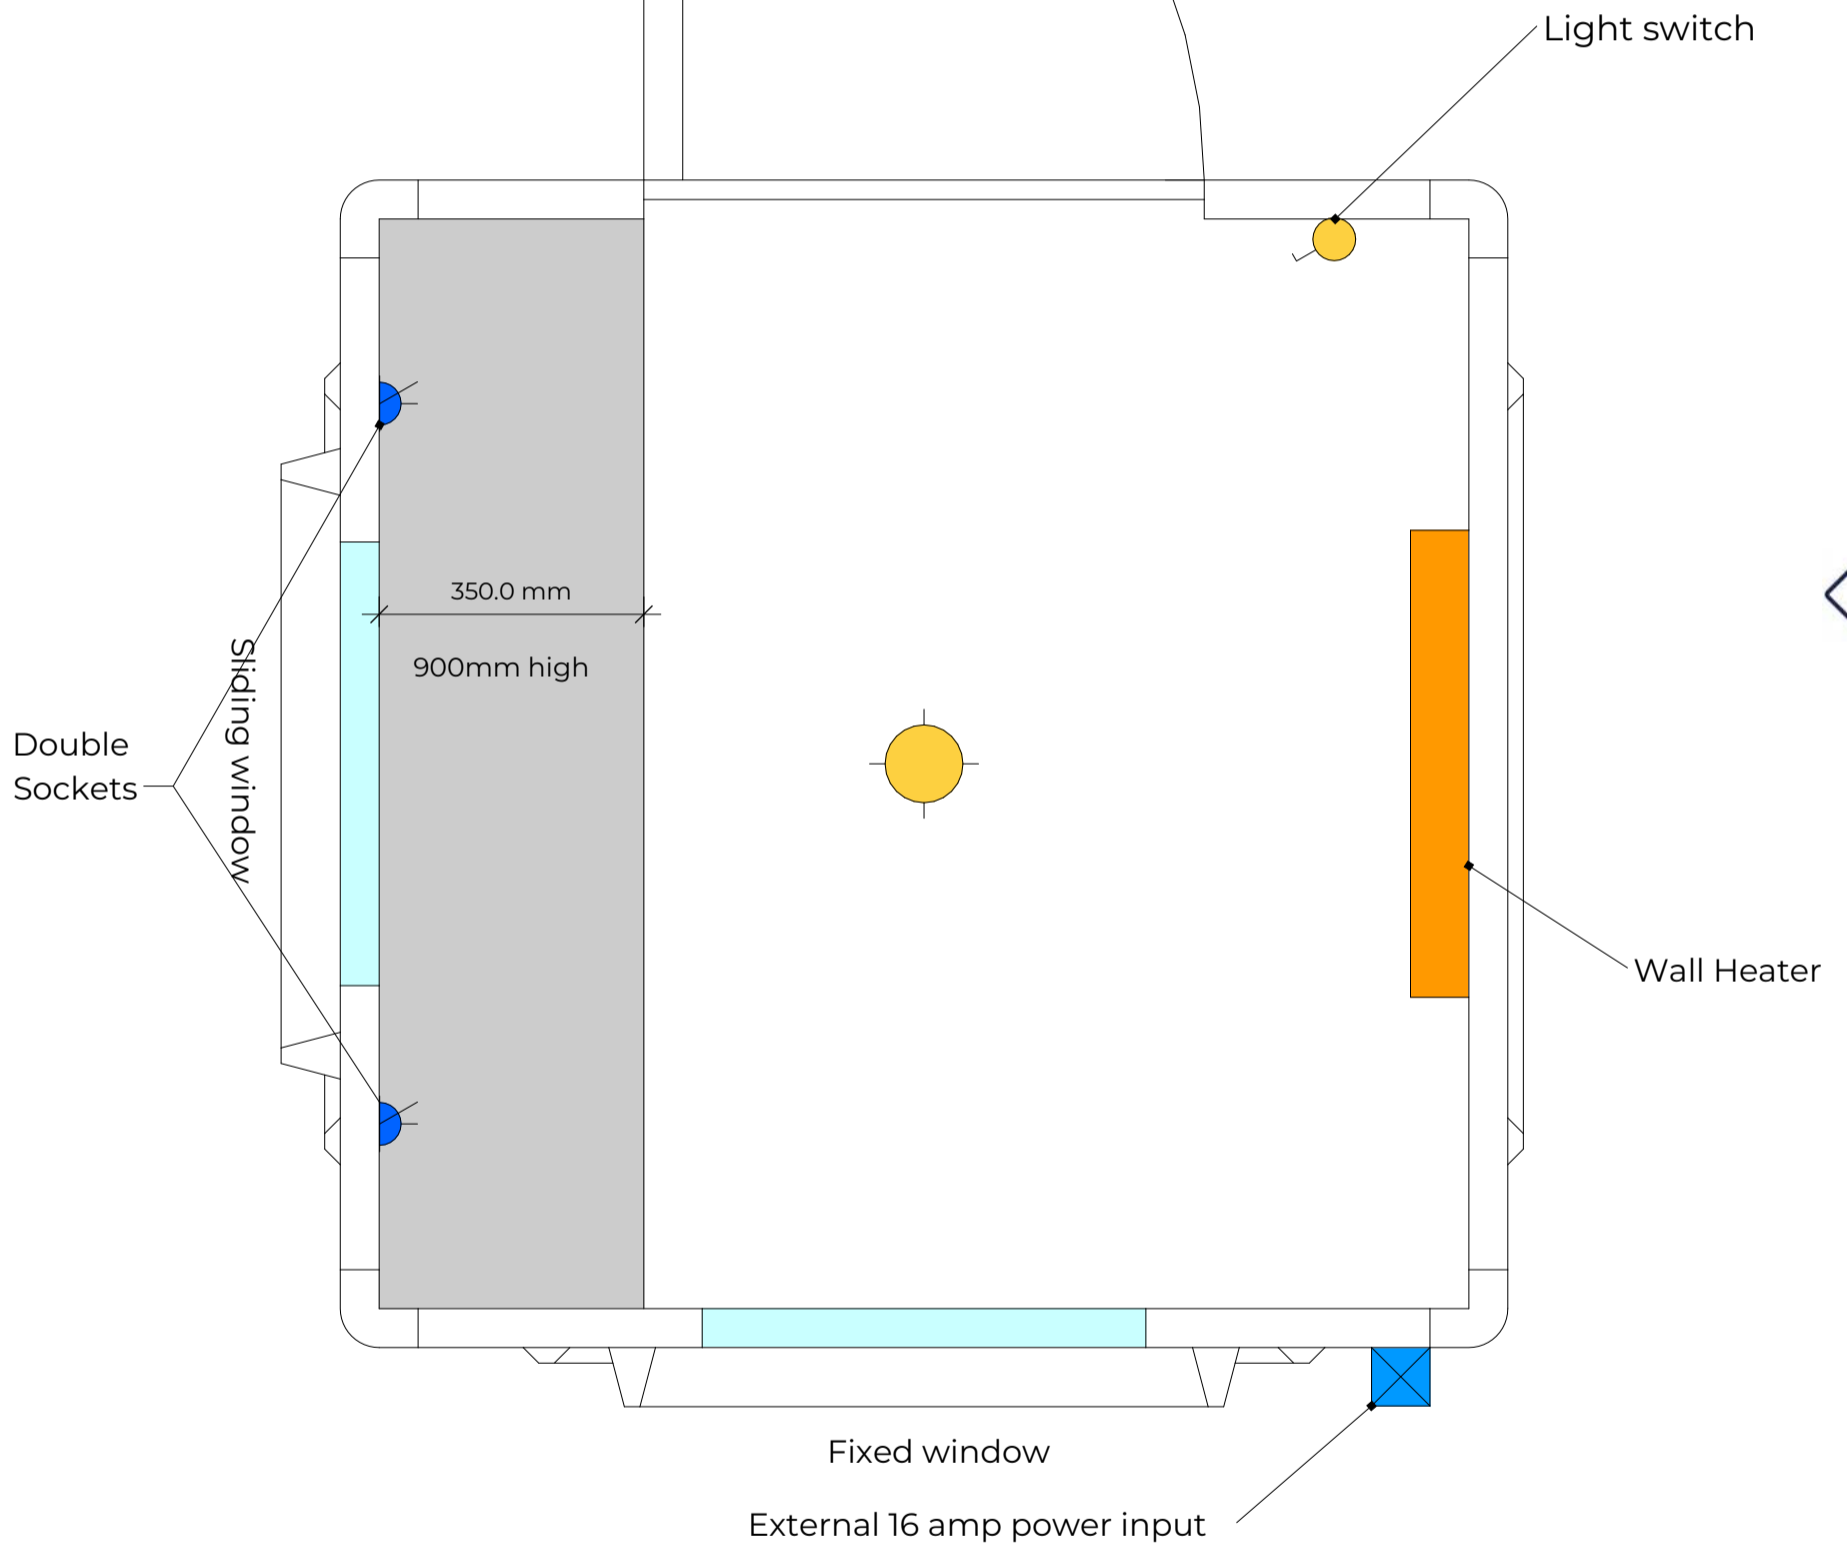 Light switch
350.0 mm
900mm high
Sliding window
Double
Sockets
Wall Heater
Fixed window
External 16 amp power input